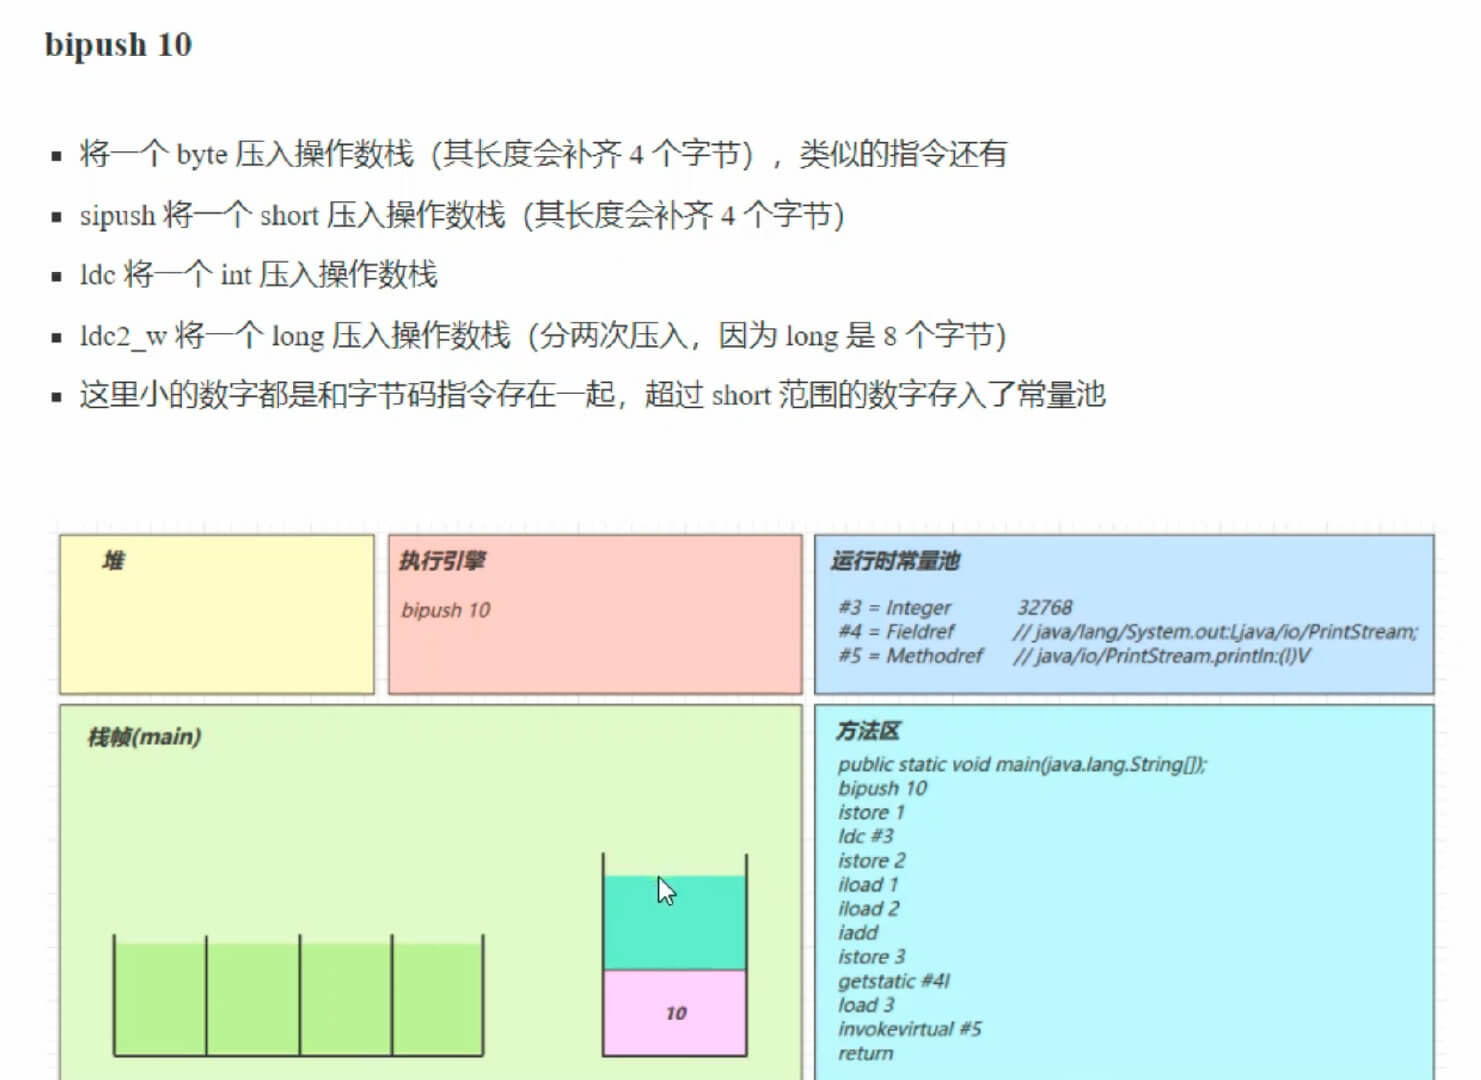 bipush 10
将一个 byte 压入操作数栈（其长度会补齐 4 个字节），类似的指令还有
sipush 将一个 short 压入操作数栈（其长度会补齐 4 个字节）
ldc 将一个 int 压入操作数栈
ldc2_w 将一个 long 压入操作数栈（分两次压入，因为 long 是 8 个字节）
这里小的数字都是和字节码指令存在一起，超过 short 范围的数字存入了常量池
堆
执行引擎
bipush 10
运行时常量池
#3 = Integer 32768
#4 = Fieldref // java/lang/System.out:Ljava/io/PrintStream;
#5 = Methodref // java/io/PrintStream.println:(I)V
栈帧(main)
10
方法区
public static void main(java.lang.String[]);
bipush 10
istore 1
ldc #3
istore 2
iload 1
iload 2
iadd
istore 3
getstatic #4I
load 3
invokevirtual #5
return